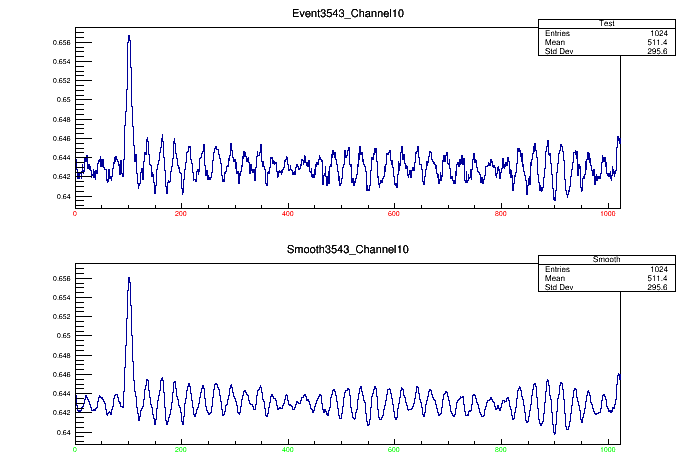 Event3543_Channel10
Test
Entries 1024
Mean 511.4
Std Dev 295.6
0.656
0.654
0.652
0.65
0.648
0.646
0.644
0.642
0.64
0 200 400 600 800 1000
Smooth3543_Channel10
Smooth
Entries 1024
Mean 511.4
Std Dev 295.6
0.656
0.654
0.652
0.65
0.648
0.646
0.644
0.642
0.64
0 200 400 600 800 1000